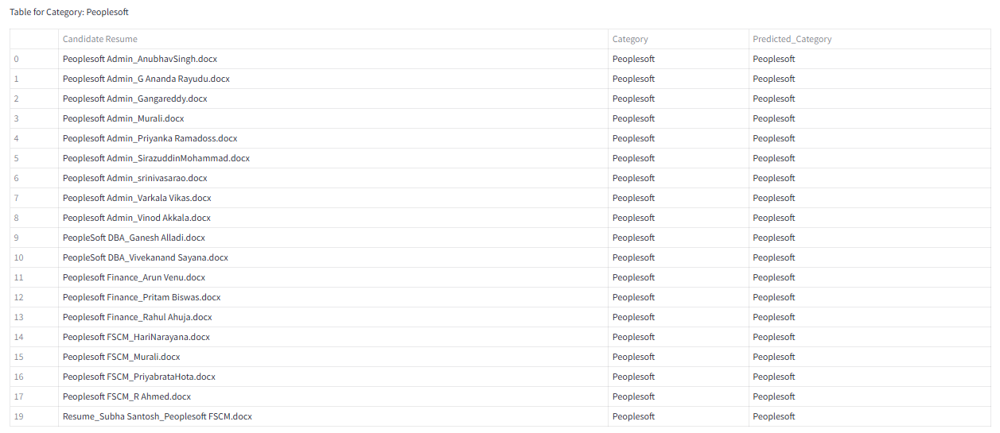 Table for Category: Peoplesoft
Candidate Resume Category Predicted_Category
0 Peoplesoft Admin_AnubhavSingh.docx Peoplesoft Peoplesoft
1 Peoplesoft Admin_G Ananda Rayudu.docx Peoplesoft Peoplesoft
2 Peoplesoft Admin_Gangareddy.docx Peoplesoft Peoplesoft
3 Peoplesoft Admin_Murali.docx Peoplesoft Peoplesoft
4 Peoplesoft Admin_Priyanka Ramadoss.docx Peoplesoft Peoplesoft
5 Peoplesoft Admin_SirazuddinMohammad.docx Peoplesoft Peoplesoft
6 Peoplesoft Admin_srinivasarao.docx Peoplesoft Peoplesoft
7 Peoplesoft Admin_Varkala Vikas.docx Peoplesoft Peoplesoft
8 Peoplesoft Admin_Vinod Akkala.docx Peoplesoft Peoplesoft
9 PeopleSoft DBA_Ganesh Alladi.docx Peoplesoft Peoplesoft
10 PeopleSoft DBA_Vivekanand Sayana.docx Peoplesoft Peoplesoft
11 Peoplesoft Finance_Arun Venu.docx Peoplesoft Peoplesoft
12 Peoplesoft Finance_Pritam Biswas.docx Peoplesoft Peoplesoft
13 Peoplesoft Finance_Rahul Ahuja.docx Peoplesoft Peoplesoft
14 Peoplesoft FSCM_HariNarayana.docx Peoplesoft Peoplesoft
15 Peoplesoft FSCM_Murali.docx Peoplesoft Peoplesoft
16 Peoplesoft FSCM_PriyabrataHota.docx Peoplesoft Peoplesoft
17 Peoplesoft FSCM_R Ahmed.docx Peoplesoft Peoplesoft
19 Resume_Subha Santosh_Peoplesoft FSCM.docx Peoplesoft Peoplesoft